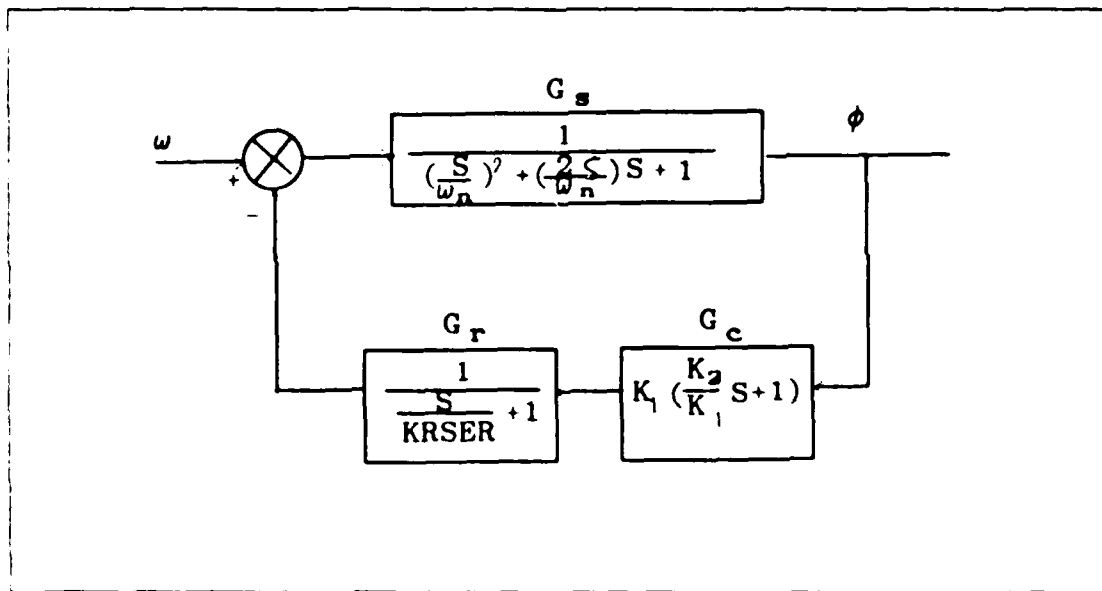 G s
ω
φ
1
(S/ωn)² + (2ζ/ωn)S + 1
+
−
G r
G c
1
S/KRSER + 1
K₁ (K₂/K₁ S+1)